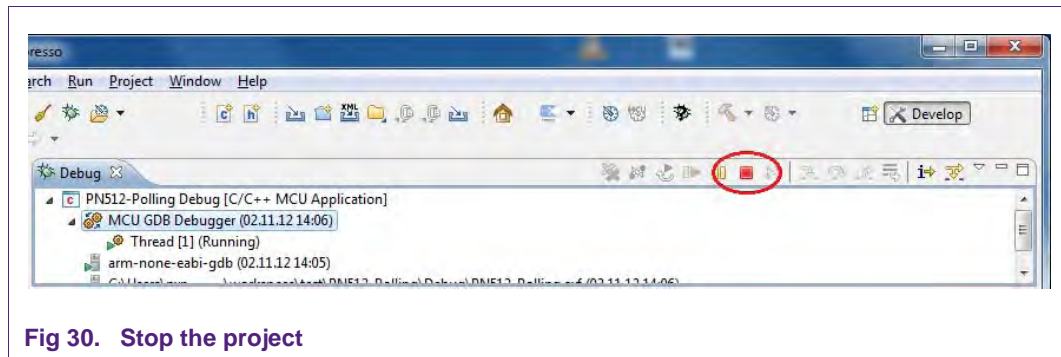 resso
arch Run Project Window Help
Develop
Debug
PN512-Polling Debug [C/C++ MCU Application]
MCU GDB Debugger (02.11.12 14:06)
Thread [1] (Running)
arm-none-eabi-gdb (02.11.12 14:05)
Fig 30. Stop the project